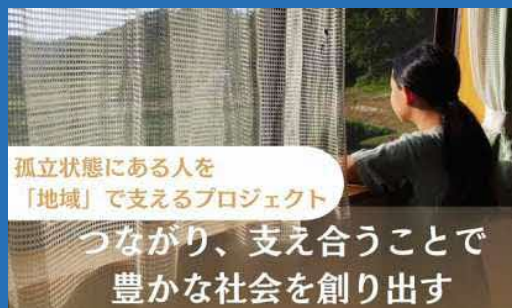 孤立状態にある人を
「地域」で支えるプロジェクト
つながり、支え合うことで
豊かな社会を創り出す